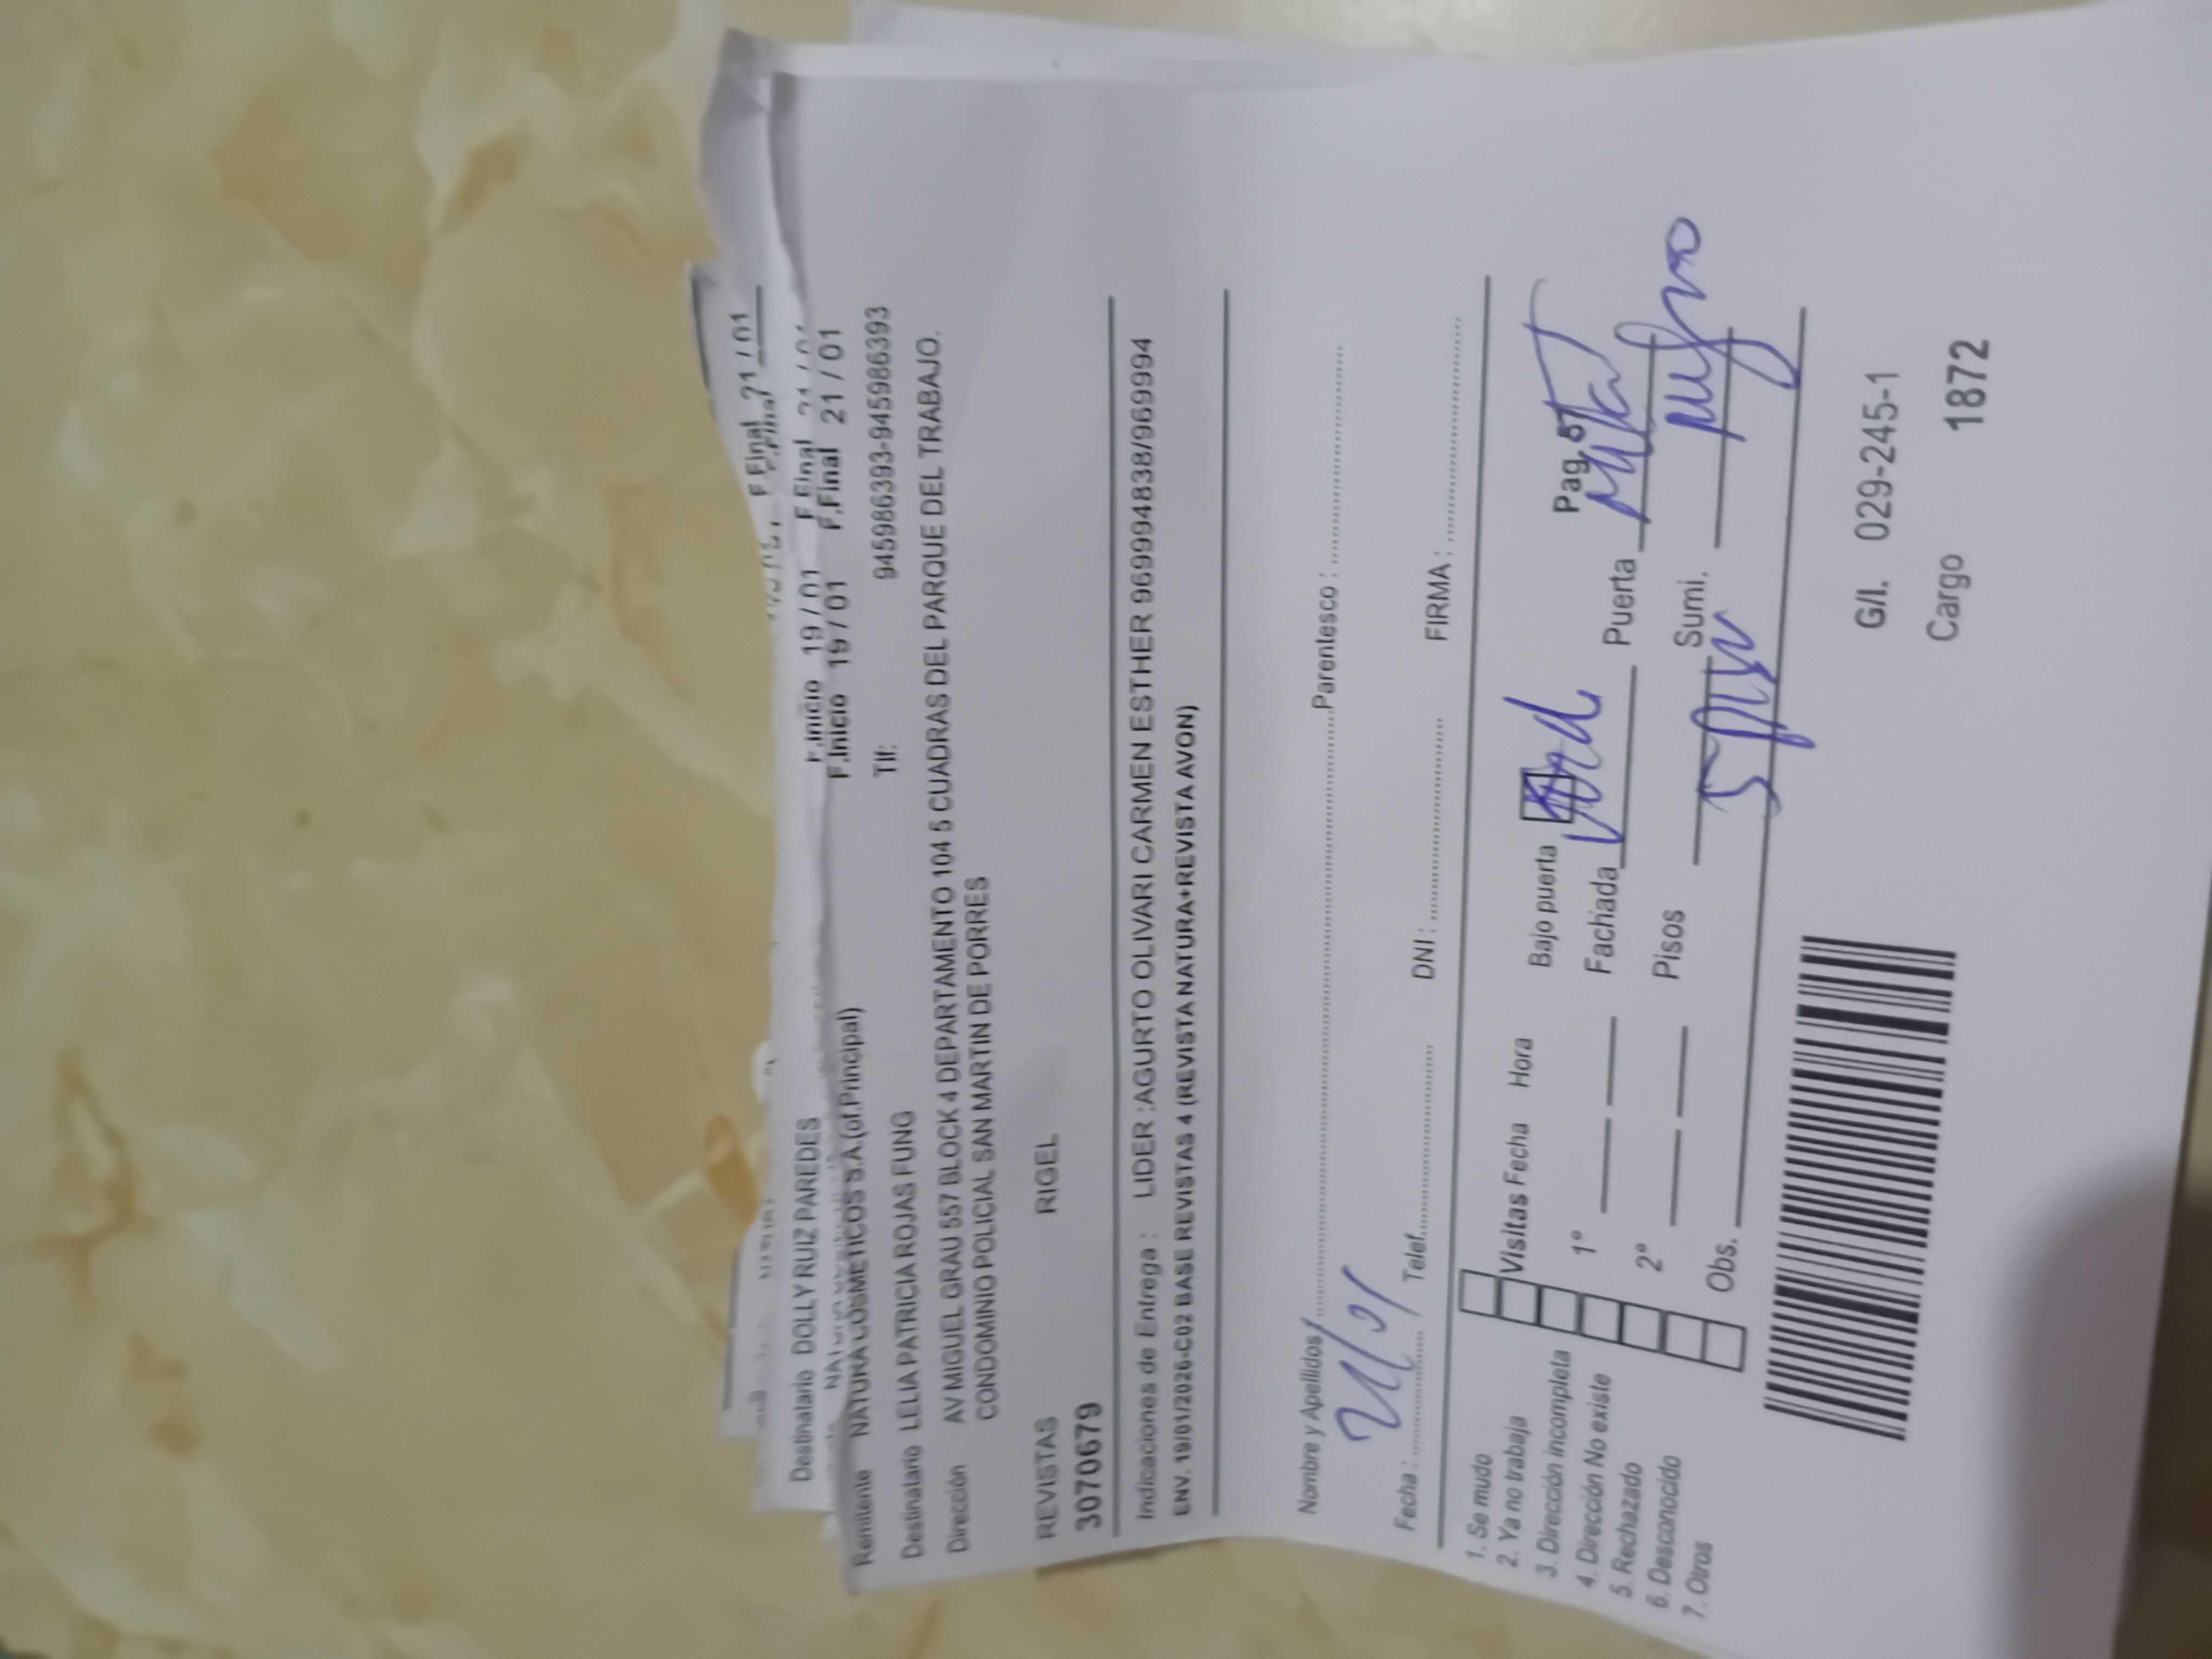 F.Final 21/01
Destinatario DOLLY RUIZ PAREDES F.Inicio 19/01 F.Final
Remitente NATURA COSMETICOS S.A.(of.Principal) F.Inicio 19/01 F.Final 21/01
Destinatario LELIA PATRICIA ROJAS FUNG Tlf: 945986393-945986393
Dirección AV MIGUEL GRAU 557 BLOCK 4 DEPARTAMENTO 104 5 CUADRAS DEL PARQUE DEL TRABAJO.
CONDOMINIO POLICIAL SAN MARTIN DE PORRES
REVISTAS RIGEL
3070679
Indicaciones de Entrega : LIDER :AGURTO OLIVARI CARMEN ESTHER 969994838/969994
ENV. 19/01/2026-C02 BASE REVISTAS 4 (REVISTA NATURA+REVISTA AVON)
Nombre y Apellidos Parentesco :
Fecha : Telef. DNI : FIRMA :
1. Se mudo
2. Ya no trabaja Visitas Fecha Hora Bajo puerta Pag. 57
3. Dirección incompleta
4. Dirección No existe 1° Fachada Puerta
5. Rechazado
6. Desconocido 2° Pisos 5 Sumi.
7. Otros Obs.
G/I. 029-245-1
Cargo 1872